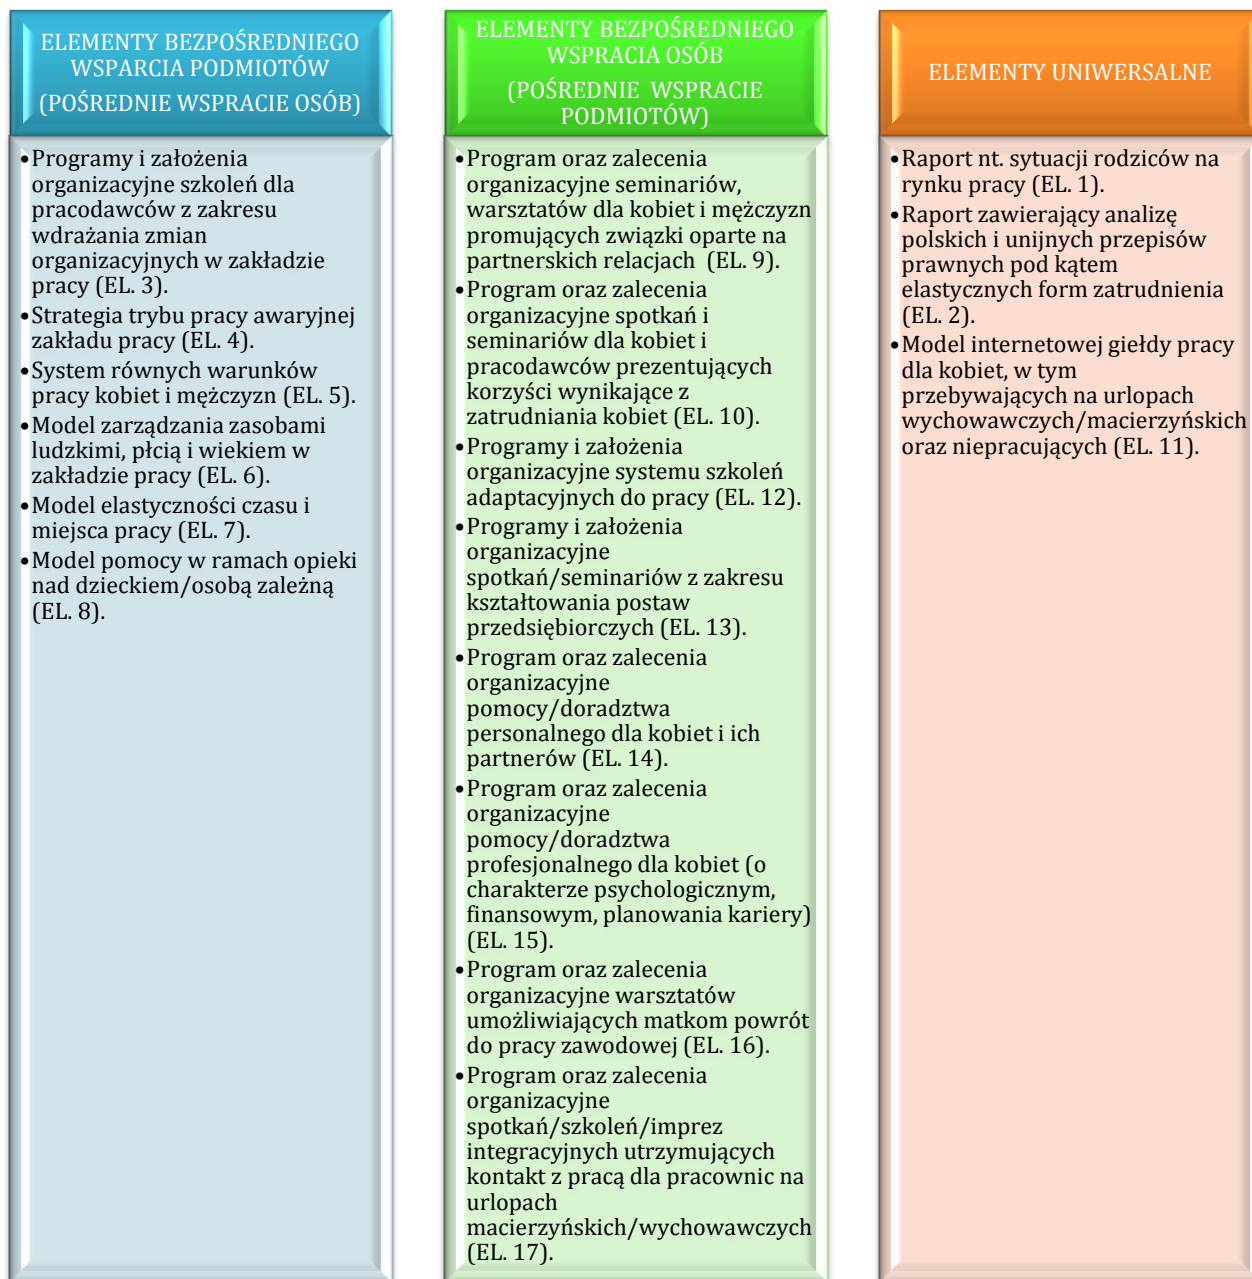 ELEMENTY BEZPOŚREDNIEGO
WSPARCIA PODMIOTÓW
(POŚREDNIE WSPRACIE OSÓB)
•Programy i założenia
organizacyjne szkoleń dla
pracodawców z zakresu
wdrażania zmian
organizacyjnych w zakładzie
pracy (EL. 3).
•Strategia trybu pracy awaryjnej
zakładu pracy (EL. 4).
•System równych warunków
pracy kobiet i mężczyzn (EL. 5).
•Model zarządzania zasobami
ludzkimi, płcią i wiekiem w
zakładzie pracy (EL. 6).
•Model elastyczności czasu i
miejsca pracy (EL. 7).
•Model pomocy w ramach opieki
nad dzieckiem/osobą zależną
(EL. 8).
ELEMENTY BEZPOŚREDNIEGO
WSPRACIA OSÓB
(POŚREDNIE WSPRACIE
PODMIOTÓW)
•Program oraz zalecenia
organizacyjne seminariów,
warsztatów dla kobiet i mężczyzn
promujących związki oparte na
partnerskich relacjach (EL. 9).
•Program oraz zalecenia
organizacyjne spotkań i
seminariów dla kobiet i
pracodawców prezentujących
korzyści wynikające z
zatrudniania kobiet (EL. 10).
•Programy i założenia
organizacyjne systemu szkoleń
adaptacyjnych do pracy (EL. 12).
•Programy i założenia
organizacyjne
spotkań/seminariów z zakresu
kształtowania postaw
przedsiębiorczych (EL. 13).
•Program oraz zalecenia
organizacyjne
pomocy/doradztwa
personalnego dla kobiet i ich
partnerów (EL. 14).
•Program oraz zalecenia
organizacyjne
pomocy/doradztwa
profesjonalnego dla kobiet (o
charakterze psychologicznym,
finansowym, planowania kariery)
(EL. 15).
•Program oraz zalecenia
organizacyjne warsztatów
umożliwiających matkom powrót
do pracy zawodowej (EL. 16).
•Program oraz zalecenia
organizacyjne
spotkań/szkoleń/imprez
integracyjnych utrzymujących
kontakt z pracą dla pracownic na
urlopach
macierzyńskich/wychowawczych
(EL. 17).
ELEMENTY UNIWERSALNE
•Raport nt. sytuacji rodziców na
rynku pracy (EL. 1).
•Raport zawierający analizę
polskich i unijnych przepisów
prawnych pod kątem
elastycznych form zatrudnienia
(EL. 2).
•Model internetowej giełdy pracy
dla kobiet, w tym
przebywających na urlopach
wychowawczych/macierzyńskich
oraz niepracujących (EL. 11).